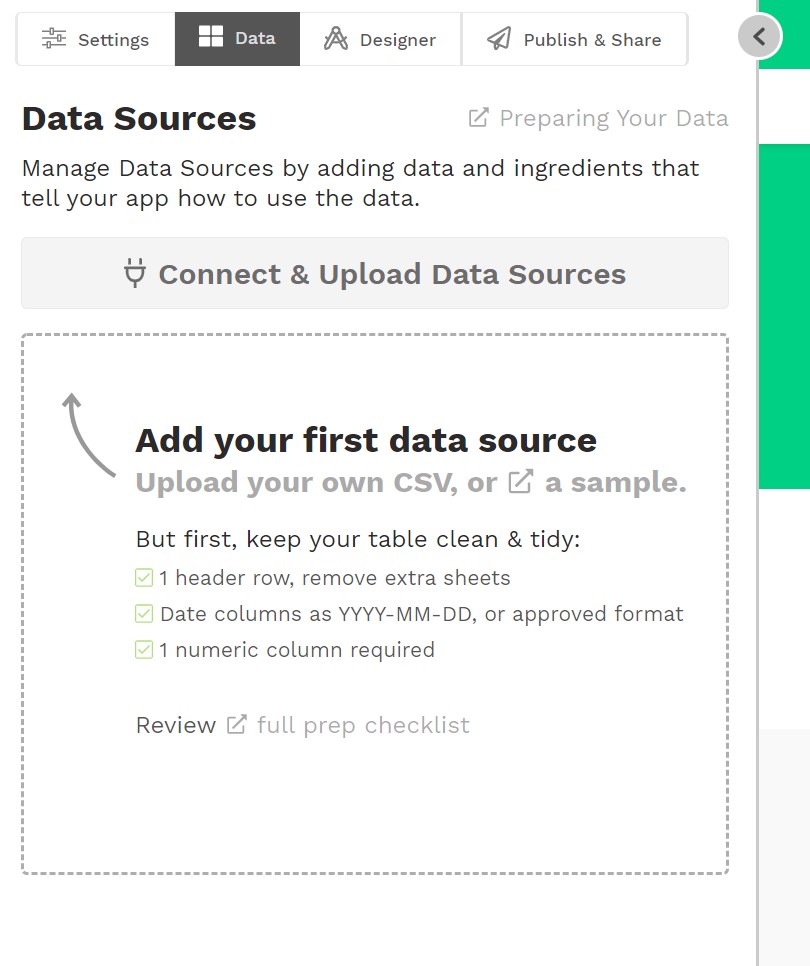 Settings
Data
Designer
Publish & Share
Data Sources
Preparing Your Data
Manage Data Sources by adding data and ingredients that
tell your app how to use the data.
Connect & Upload Data Sources
Add your first data source
Upload your own CSV, or a sample.
But first, keep your table clean & tidy:
1 header row, remove extra sheets
Date columns as YYYY-MM-DD, or approved format
1 numeric column required
Review full prep checklist